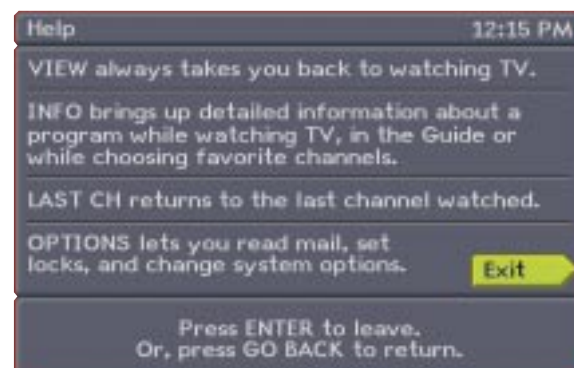 Help 12:15 PM
VIEW always takes you back to watching TV.
INFO brings up detailed information about a
program while watching TV, in the Guide or
while choosing favorite channels.
LAST CH returns to the last channel watched.
OPTIONS lets you read mail, set
locks, and change system options.
Exit
Press ENTER to leave.
Or, press GO BACK to return.